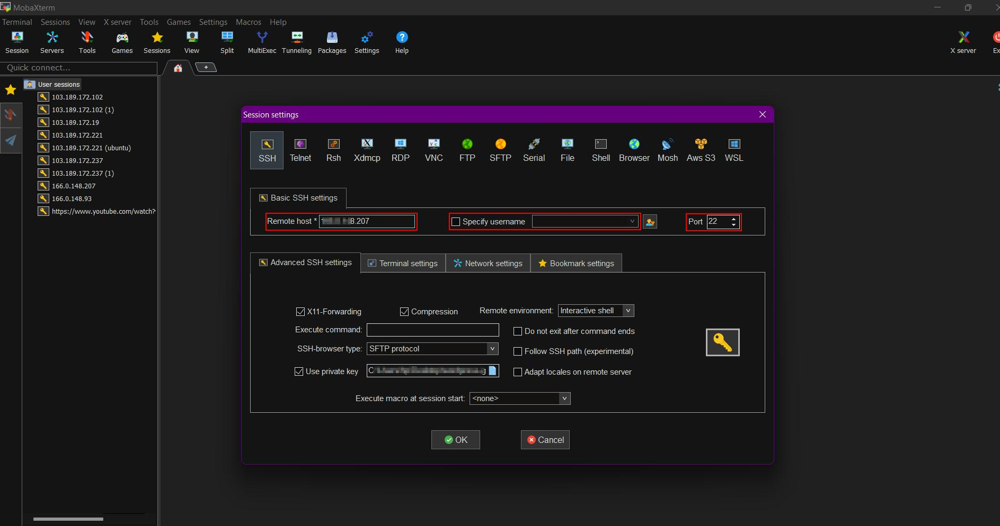 MobaXterm
Terminal Sessions View X server Tools Games Settings Macros Help
Session Servers Tools Games Sessions View Split MultiExec Tunneling Packages Settings Help X server Ex
Quick connect...
User sessions
103.189.172.102
103.189.172.102 (1)
103.189.172.19
103.189.172.221
103.189.172.221 (ubuntu)
103.189.172.237
103.189.172.237 (1)
166.0.148.207
166.0.148.93
https://www.youtube.com/watch?
Session settings
SSH Telnet Rsh Xdmcp RDP VNC FTP SFTP Serial File Shell Browser Mosh Aws S3 WSL
Basic SSH settings
Remote host * 8.207 Specify username Port 22
Advanced SSH settings Terminal settings Network settings Bookmark settings
X11-Forwarding Compression Remote environment: Interactive shell
Execute command: Do not exit after command ends
SSH-browser type: SFTP protocol Follow SSH path (experimental)
Use private key Adapt locales on remote server
Execute macro at session start: <none>
OK Cancel